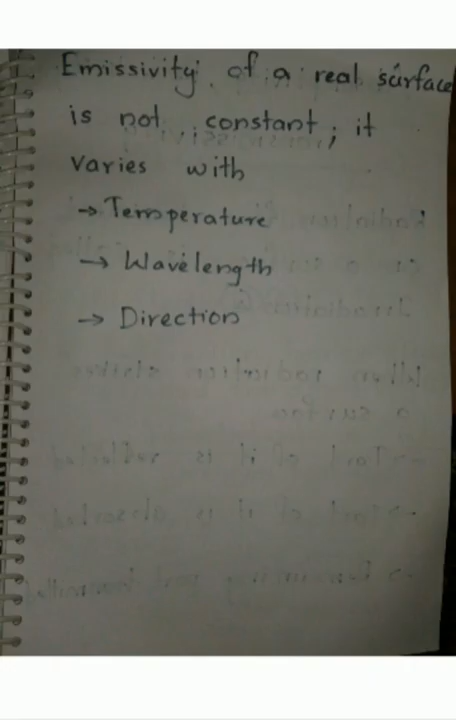 Emissivity of a real surface
is not constant; it
varies with
→ Temperature
→ Wavelength
→ Direction